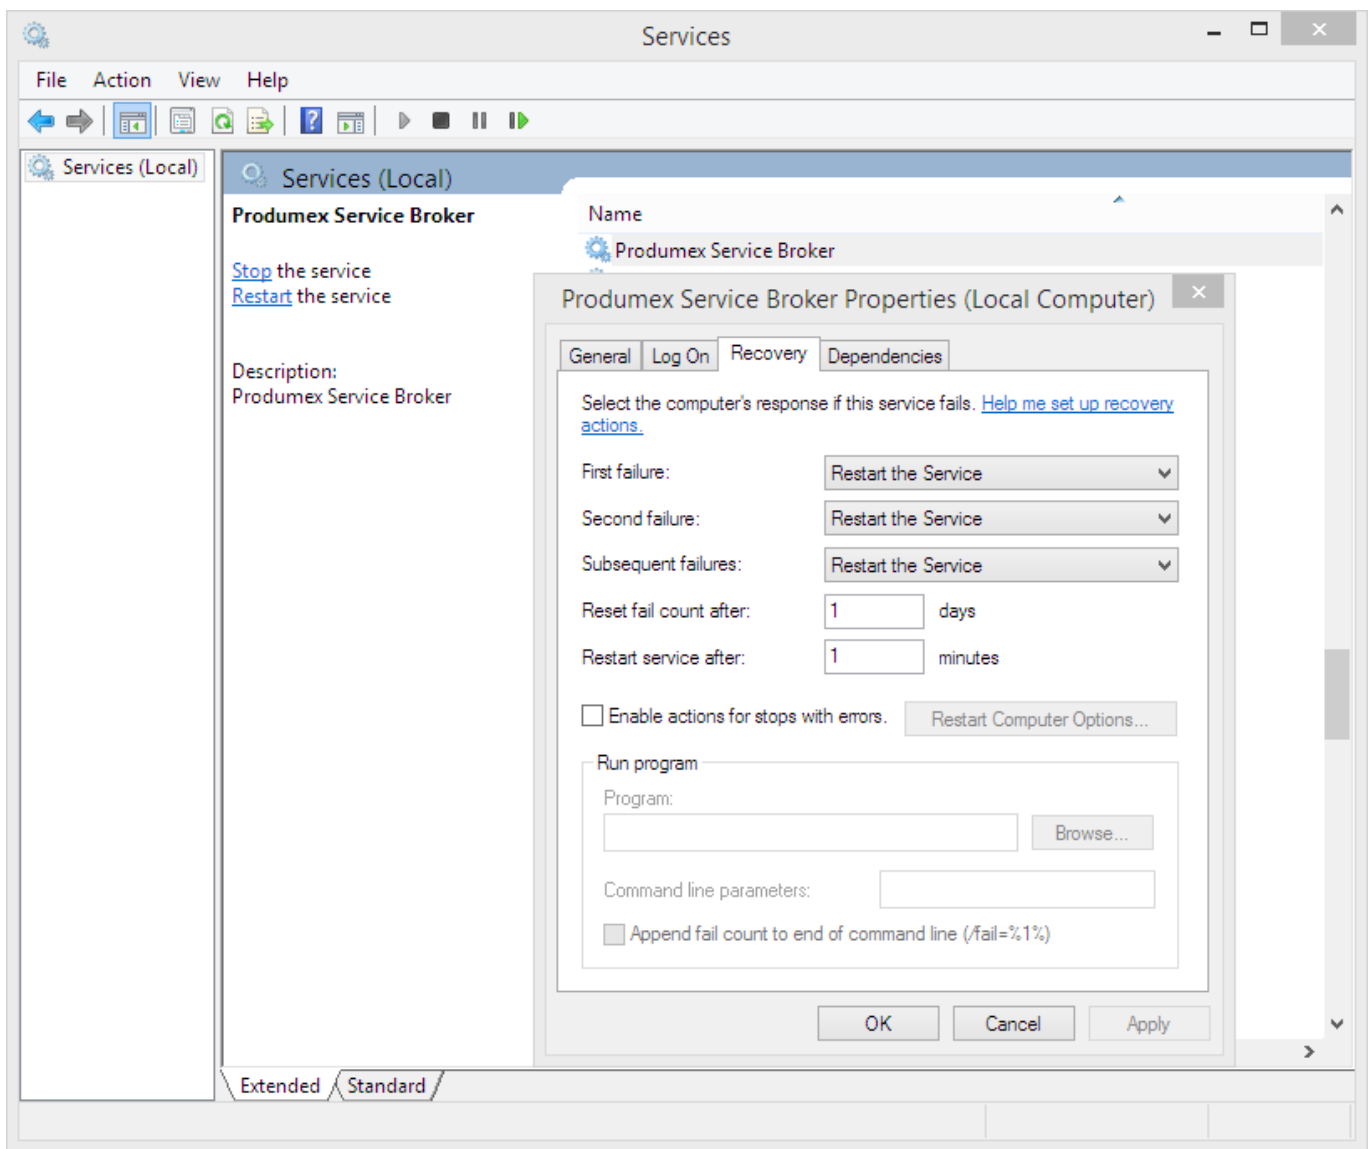 Services
File Action View Help
Services (Local)
Services (Local)
Produmex Service Broker
Stop the service
Restart the service
Description:
Produmex Service Broker
Name
Produmex Service Broker
Produmex Service Broker Properties (Local Computer)
General Log On Recovery Dependencies
Select the computer's response if this service fails. Help me set up recovery
actions.
First failure: Restart the Service
Second failure: Restart the Service
Subsequent failures: Restart the Service
Reset fail count after: 1 days
Restart service after: 1 minutes
Enable actions for stops with errors. Restart Computer Options...
Run program
Program:
Browse...
Command line parameters:
Append fail count to end of command line (/fail=%1%)
OK Cancel Apply
Extended Standard